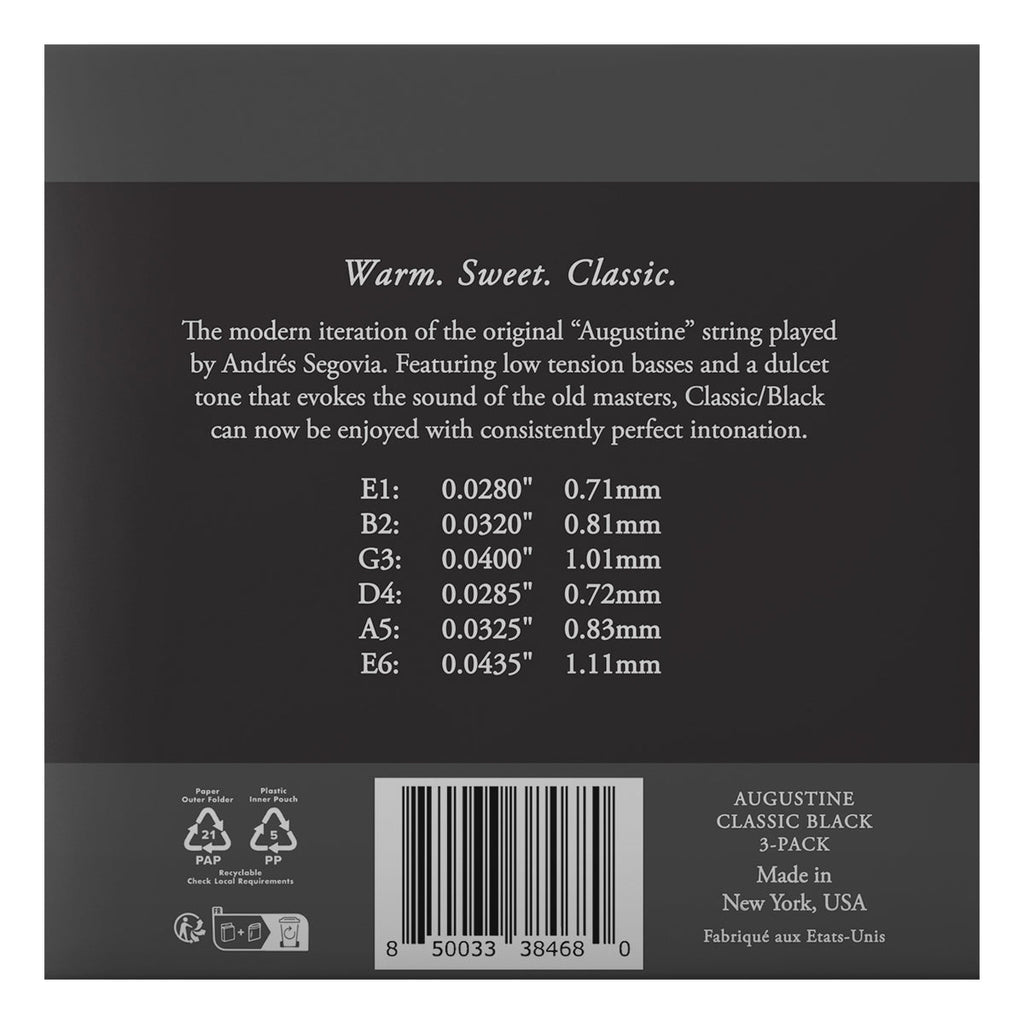 Warm. Sweet. Classic.
The modern iteration of the original “Augustine” string played
by Andrés Segovia. Featuring low tension basses and a dulcet
tone that evokes the sound of the old masters, Classic/Black
can now be enjoyed with consistently perfect intonation.
E1: 0.0280" 0.71mm
B2: 0.0320" 0.81mm
G3: 0.0400" 1.01mm
D4: 0.0285" 0.72mm
A5: 0.0325" 0.83mm
E6: 0.0435" 1.11mm
Paper
Outer Folder
21
PAP
Plastic
Inner Pouch
5
PP
Recyclable
Check Local Requirements
FR
+
8 50033 38468 0
AUGUSTINE
CLASSIC BLACK
3-PACK
Made in
New York, USA
Fabriqué aux Etats-Unis